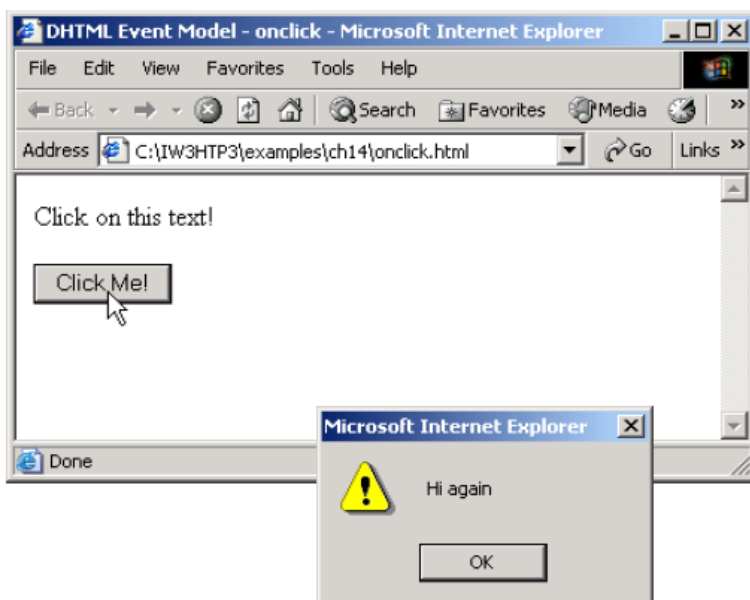 DHTML Event Model - onclick - Microsoft Internet Explorer
File Edit View Favorites Tools Help
Back Search Favorites Media »
Address C:\IW3HTP3\examples\ch14\onclick.html Go Links »
Click on this text!
Click Me!
Done
Microsoft Internet Explorer
Hi again
OK